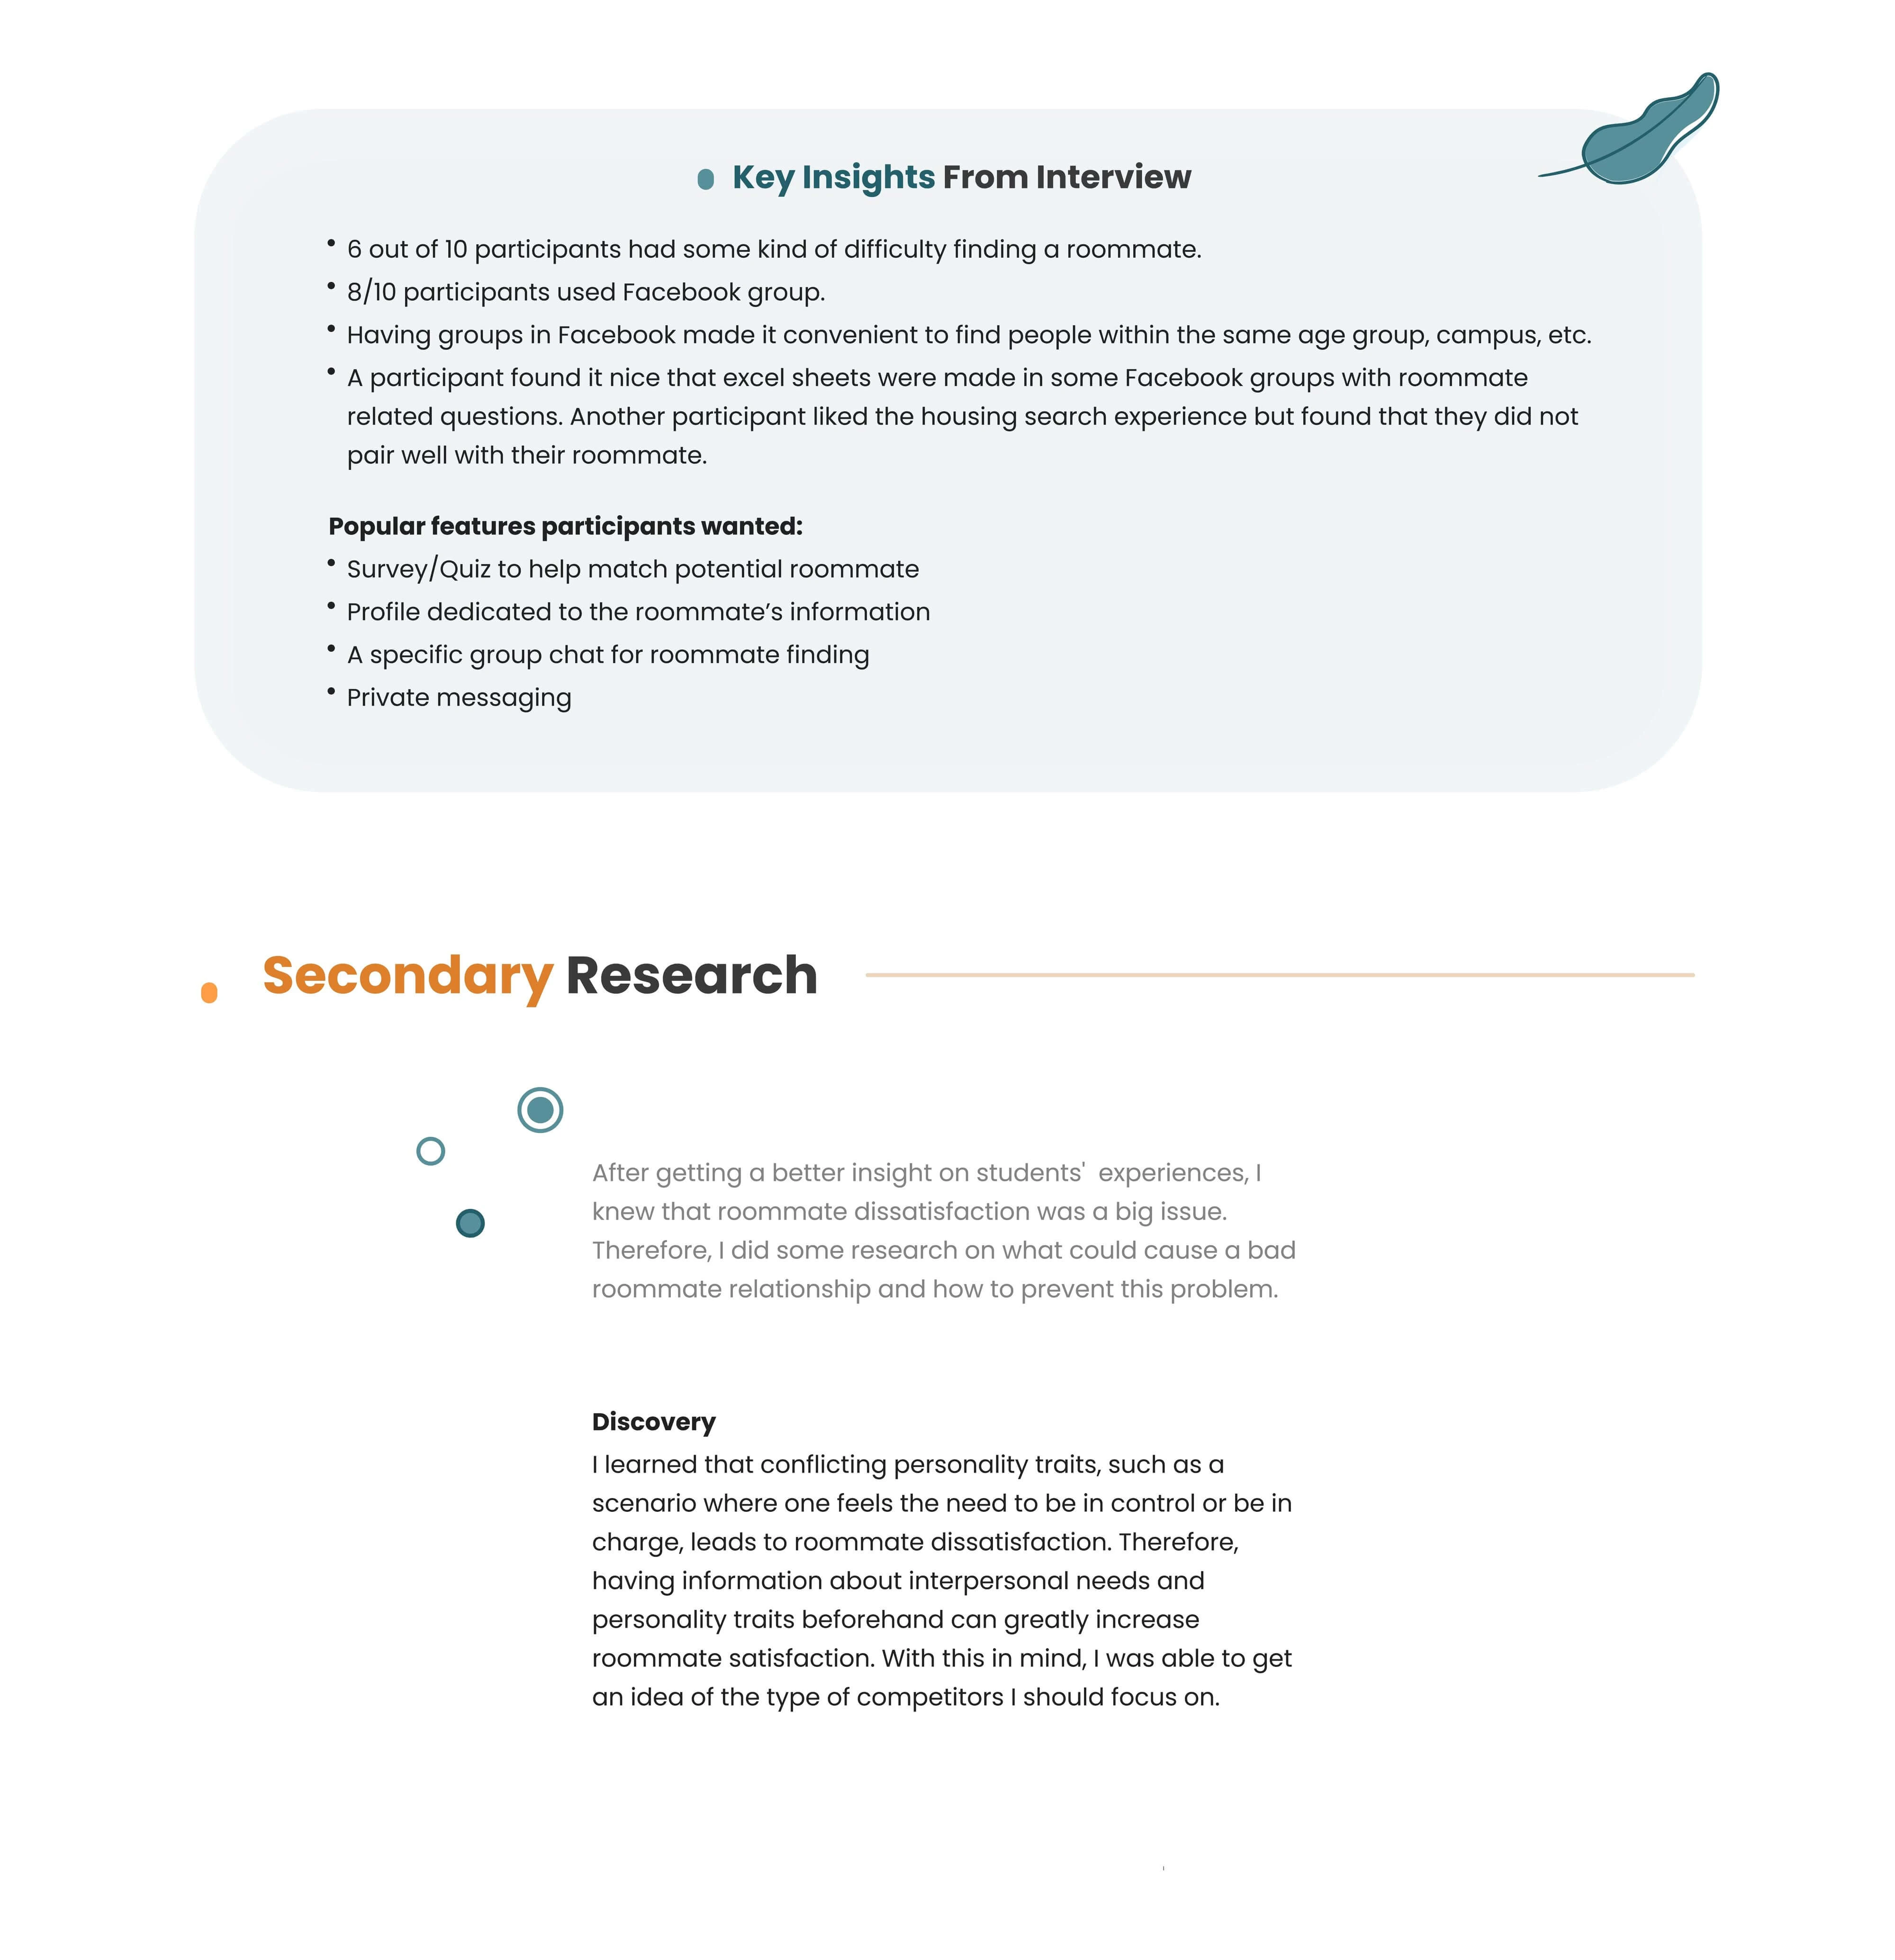 Key Insights From Interview
• 6 out of 10 participants had some kind of difficulty finding a roommate.
• 8/10 participants used Facebook group.
• Having groups in Facebook made it convenient to find people within the same age group, campus, etc.
• A participant found it nice that excel sheets were made in some Facebook groups with roommate
related questions. Another participant liked the housing search experience but found that they did not
pair well with their roommate.
Popular features participants wanted:
• Survey/Quiz to help match potential roommate
• Profile dedicated to the roommate’s information
• A specific group chat for roommate finding
• Private messaging
Secondary Research
After getting a better insight on students'  experiences, I
knew that roommate dissatisfaction was a big issue.
Therefore, I did some research on what could cause a bad
roommate relationship and how to prevent this problem.
Discovery
I learned that conflicting personality traits, such as a
scenario where one feels the need to be in control or be in
charge, leads to roommate dissatisfaction. Therefore,
having information about interpersonal needs and
personality traits beforehand can greatly increase
roommate satisfaction. With this in mind, I was able to get
an idea of the type of competitors I should focus on.